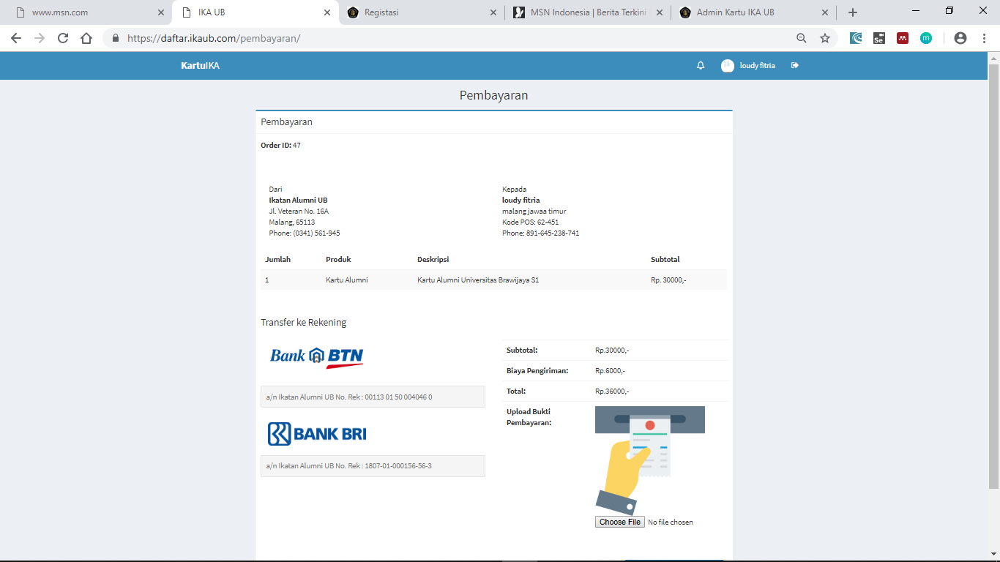 www.msn.com
IKA UB
Registasi
MSN Indonesia | Berita Terkini
Admin Kartu IKA UB
https://daftar.ikaub.com/pembayaran/
Se
m
KartuIKA
loudy fitria
Pembayaran
Pembayaran
Order ID: 47
Dari
Ikatan Alumni UB
Jl. Veteran No. 16A
Malang, 65113
Phone: (0341) 561-945
Kepada
loudy fitria
malang jawaa timur
Kode POS: 62-451
Phone: 891-645-238-741
Jumlah Produk Deskripsi Subtotal
1 Kartu Alumni Kartu Alumni Universitas Brawijaya S1 Rp. 30000,-
Transfer ke Rekening
Bank BTN
a/n Ikatan Alumni UB No. Rek : 00113 01 50 004046 0
BANK BRI
a/n Ikatan Alumni UB No. Rek : 1807-01-000156-56-3
Subtotal: Rp.30000,-
Biaya Pengiriman: Rp.6000,-
Total: Rp.36000,-
Upload Bukti
Pembayaran:
Choose File No file chosen